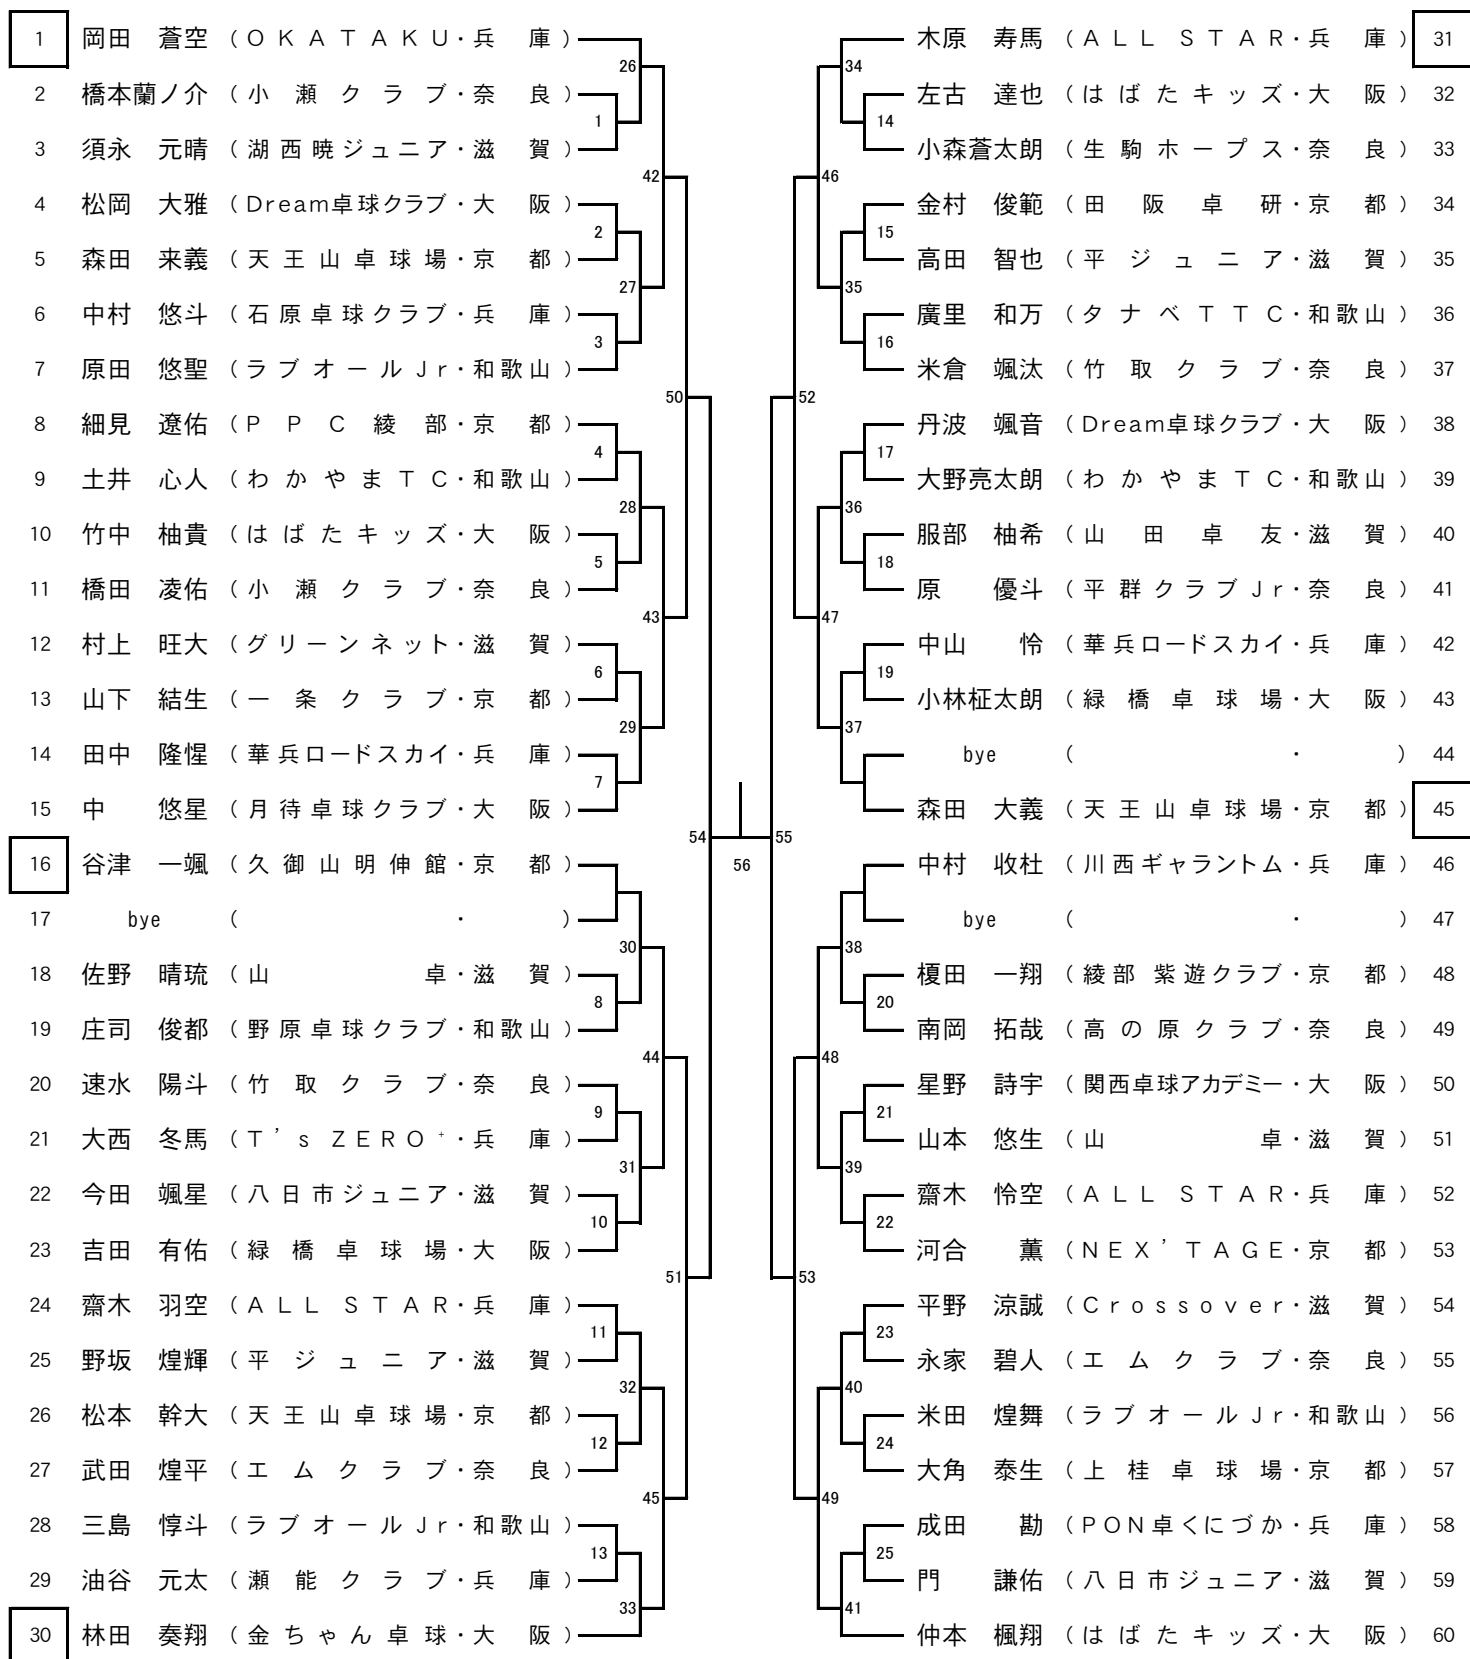 1 岡田 蒼空 (OKATAKU・兵庫)
2 橋本蘭ノ介 (小瀬クラブ・奈良)
3 須永 元晴 (湖西暁ジュニア・滋賀)
4 松岡 大雅 (Dream卓球クラブ・大阪)
5 森田 来義 (天王山卓球場・京都)
6 中村 悠斗 (石原卓球クラブ・兵庫)
7 原田 悠聖 (ラブオールJr・和歌山)
8 細見 遼佑 (PPC綾部・京都)
9 土井 心人 (わかやまTC・和歌山)
10 竹中 柚貴 (はばたキッズ・大阪)
11 橋田 凌佑 (小瀬クラブ・奈良)
12 村上 旺大 (グリーンネット・滋賀)
13 山下 結生 (一条クラブ・京都)
14 田中 隆惺 (華兵ロードスカイ・兵庫)
15 中 悠星 (月待卓球クラブ・大阪)
16 谷津 一颯 (久御山明伸館・京都)
17 bye ( ・ )
18 佐野 晴琉 (山卓・滋賀)
19 庄司 俊都 (野原卓球クラブ・和歌山)
20 速水 陽斗 (竹取クラブ・奈良)
21 大西 冬馬 (T's ZERO⁺・兵庫)
22 今田 颯星 (八日市ジュニア・滋賀)
23 吉田 有佑 (緑橋卓球場・大阪)
24 齋木 羽空 (ALL STAR・兵庫)
25 野坂 煌輝 (平ジュニア・滋賀)
26 松本 幹大 (天王山卓球場・京都)
27 武田 煌平 (エムクラブ・奈良)
28 三島 惇斗 (ラブオールJr・和歌山)
29 油谷 元太 (瀬能クラブ・兵庫)
30 林田 奏翔 (金ちゃん卓球・大阪)
26
1
42
2
27
3
50
4
28
5
43
6
29
7
54
30
8
44
9
31
10
51
11
32
12
45
13
33
56
34
14
46
15
35
16
52
17
36
18
47
19
37
55
38
20
48
21
39
22
53
23
40
24
49
25
41
木原 寿馬 (ALL STAR・兵庫) 31
左古 達也 (はばたキッズ・大阪) 32
小森蒼太朗 (生駒ホープス・奈良) 33
金村 俊範 (田阪卓研・京都) 34
高田 智也 (平ジュニア・滋賀) 35
廣里 和万 (タナベTTC・和歌山) 36
米倉 颯汰 (竹取クラブ・奈良) 37
丹波 颯音 (Dream卓球クラブ・大阪) 38
大野亮太朗 (わかやまTC・和歌山) 39
服部 柚希 (山田卓友・滋賀) 40
原 優斗 (平群クラブJr・奈良) 41
中山 怜 (華兵ロードスカイ・兵庫) 42
小林柾太朗 (緑橋卓球場・大阪) 43
bye ( ・ ) 44
森田 大義 (天王山卓球場・京都) 45
中村 收杜 (川西ギャラントム・兵庫) 46
bye ( ・ ) 47
榎田 一翔 (綾部 紫遊クラブ・京都) 48
南岡 拓哉 (高の原クラブ・奈良) 49
星野 詩宇 (関西卓球アカデミー・大阪) 50
山本 悠生 (山卓・滋賀) 51
齋木 怜空 (ALL STAR・兵庫) 52
河合 薫 (NEX'TAGE・京都) 53
平野 涼誠 (Crossover・滋賀) 54
永家 碧人 (エムクラブ・奈良) 55
米田 煌舞 (ラブオールJr・和歌山) 56
大角 泰生 (上桂卓球場・京都) 57
成田 勘 (PON卓くにづか・兵庫) 58
門 謙佑 (八日市ジュニア・滋賀) 59
仲本 楓翔 (はばたキッズ・大阪) 60